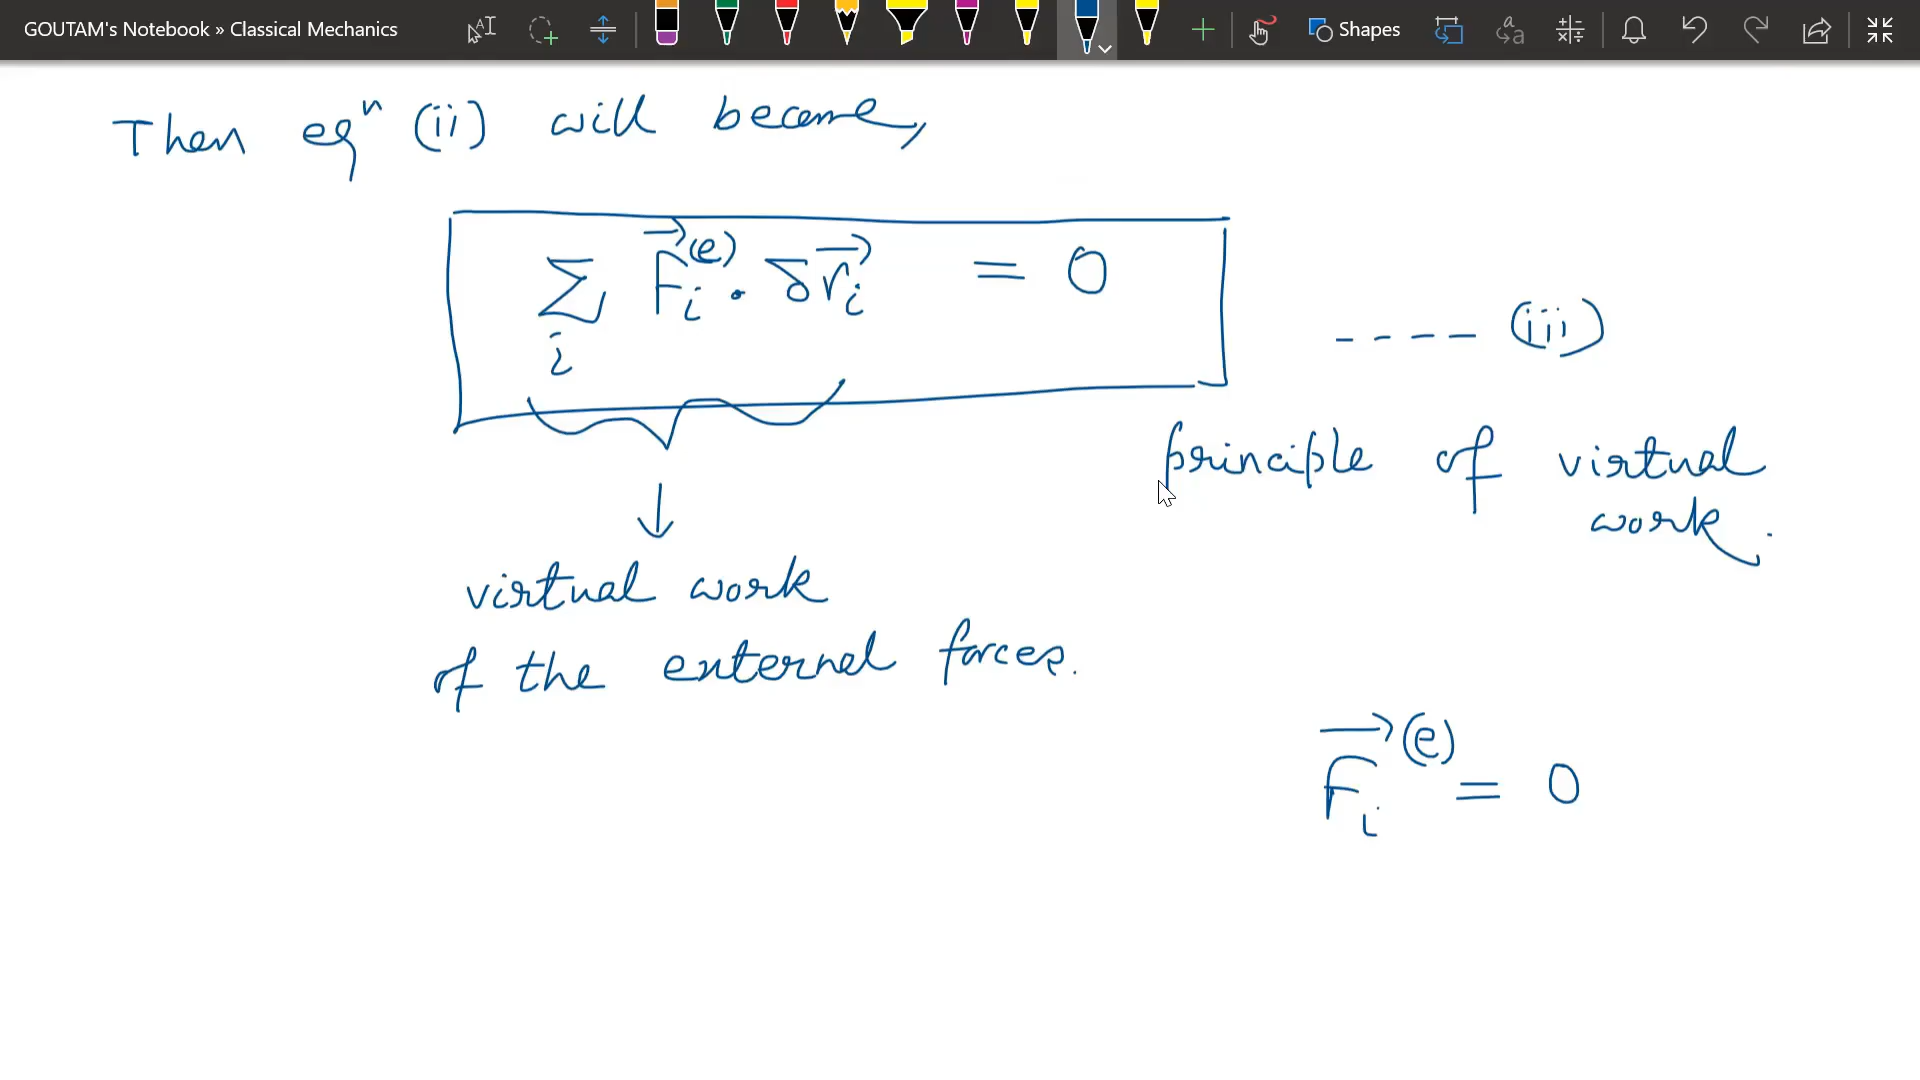 GOUTAM's Notebook » Classical Mechanics
Shapes
Then eqⁿ (ii) will become,
∑ᵢ F⃗ᵢ⁽ᵉ⁾ · δr⃗ᵢ = 0
---- (iii)
principle of virtual
work.
virtual work
of the external forces.
F⃗ᵢ⁽ᵉ⁾ = 0